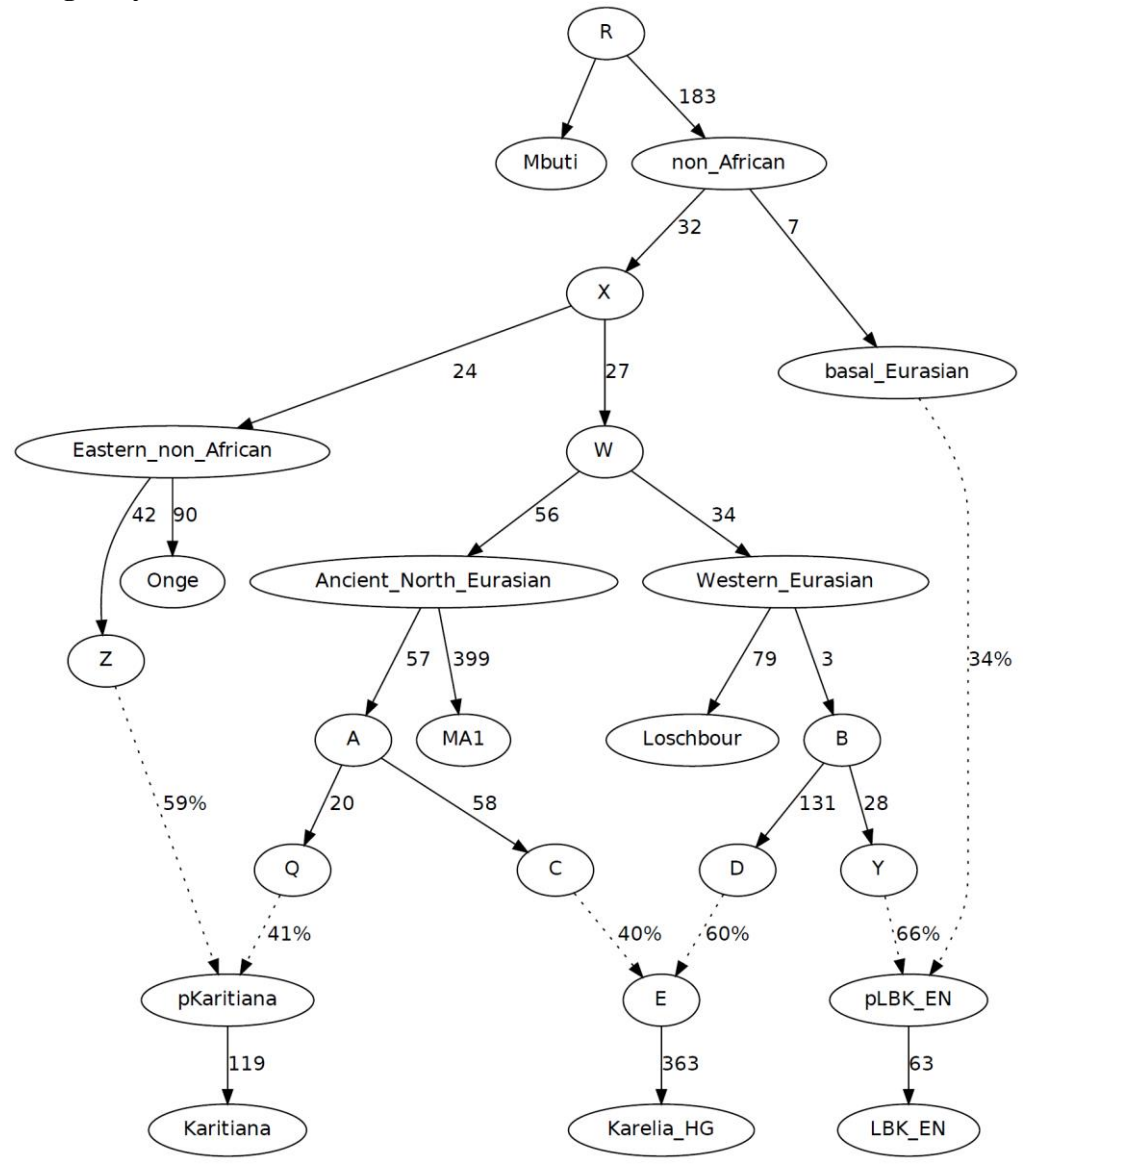 R
183
Mbuti
non_African
32
7
X
24
27
basal_Eurasian
Eastern_non_African
W
42
90
56
34
Onge
Ancient_North_Eurasian
Western_Eurasian
Z
57
399
79
3
34%
A
MA1
Loschbour
B
59%
20
58
131
28
Q
C
D
Y
41%
40%
60%
66%
pKaritiana
E
pLBK_EN
119
363
63
Karitiana
Karelia_HG
LBK_EN